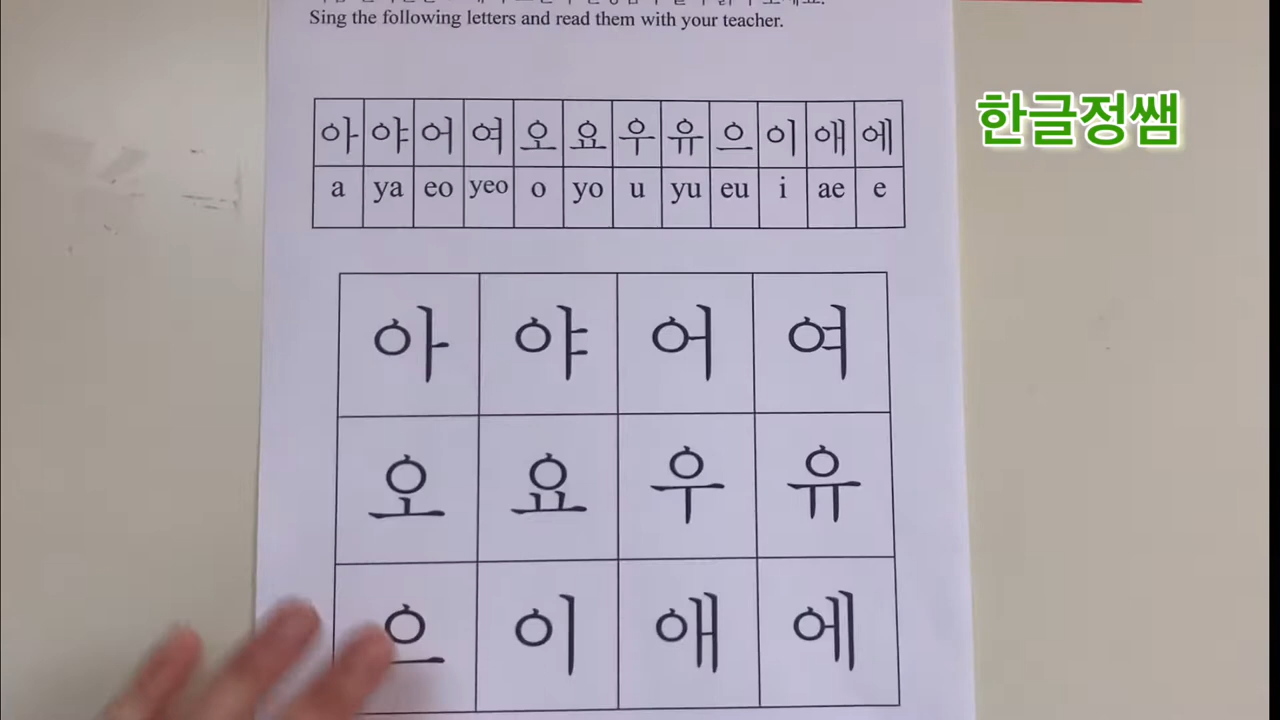 Sing the following letters and read them with your teacher.
한글정쌤
아 야 어 여 오 요 우 유 으 이 애 에
a ya eo yeo o yo u yu eu i ae e
아 야 어 여
오 요 우 유
으 이 애 에